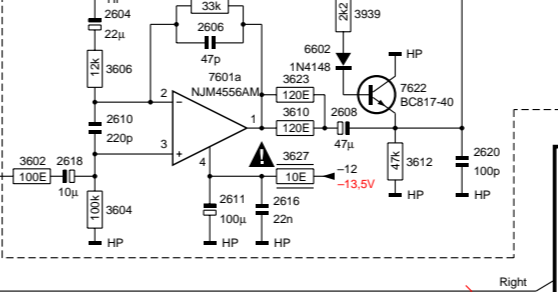 HP
2604
22µ
33k
2606
47p
12k
3606
2k2
3939
6602
1N4148
HP
7601a
NJM4556AM
3623
120E
7622
BC817-40
2
2610
220p
1
3610
120E
2608
47µ
3
4
3602
100E
2618
10µ
3627
10E
–12
–13,5V
47k
3612
2620
100p
100k
3604
2611
100µ
2616
22n
HP
HP
HP
HP
HP
Right